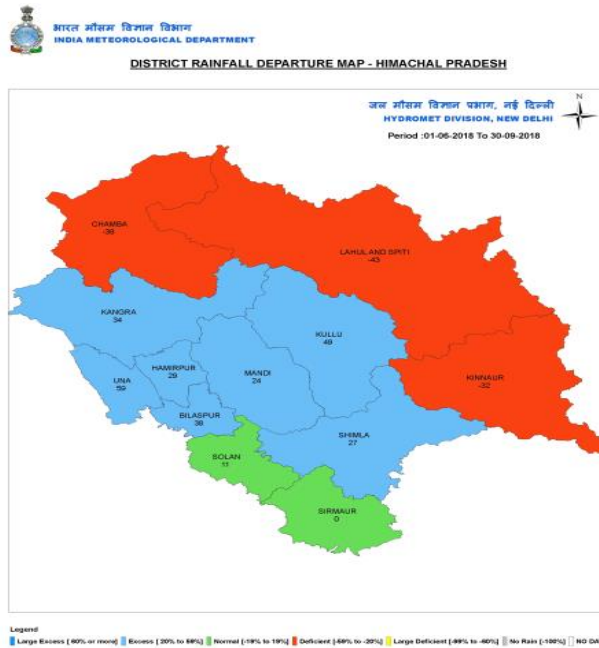 भारत मौसम विज्ञान विभाग
INDIA METEOROLOGICAL DEPARTMENT
DISTRICT RAINFALL DEPARTURE MAP - HIMACHAL PRADESH
जल मौसम विज्ञान प्रभाग, नई दिल्ली
HYDROMET DIVISION, NEW DELHI
N
Period :01-06-2018 To 30-09-2018
CHAMBA
LAHUL AND SPITI
-43
KANGRA
34
KULLU
KINNAUR
-32
UNA
59
HAMIRPUR
29
MANDI
24
BILASPUR
SHIMLA
27
SOLAN
11
SIRMAUR
0
Legend
Large Excess [ 60% or more] Excess [ 20% to 59%] Normal [-19% to 19%] Deficient [-59% to -20%] Large Deficient [-99% to -60%] No Rain [-100%] NO DA